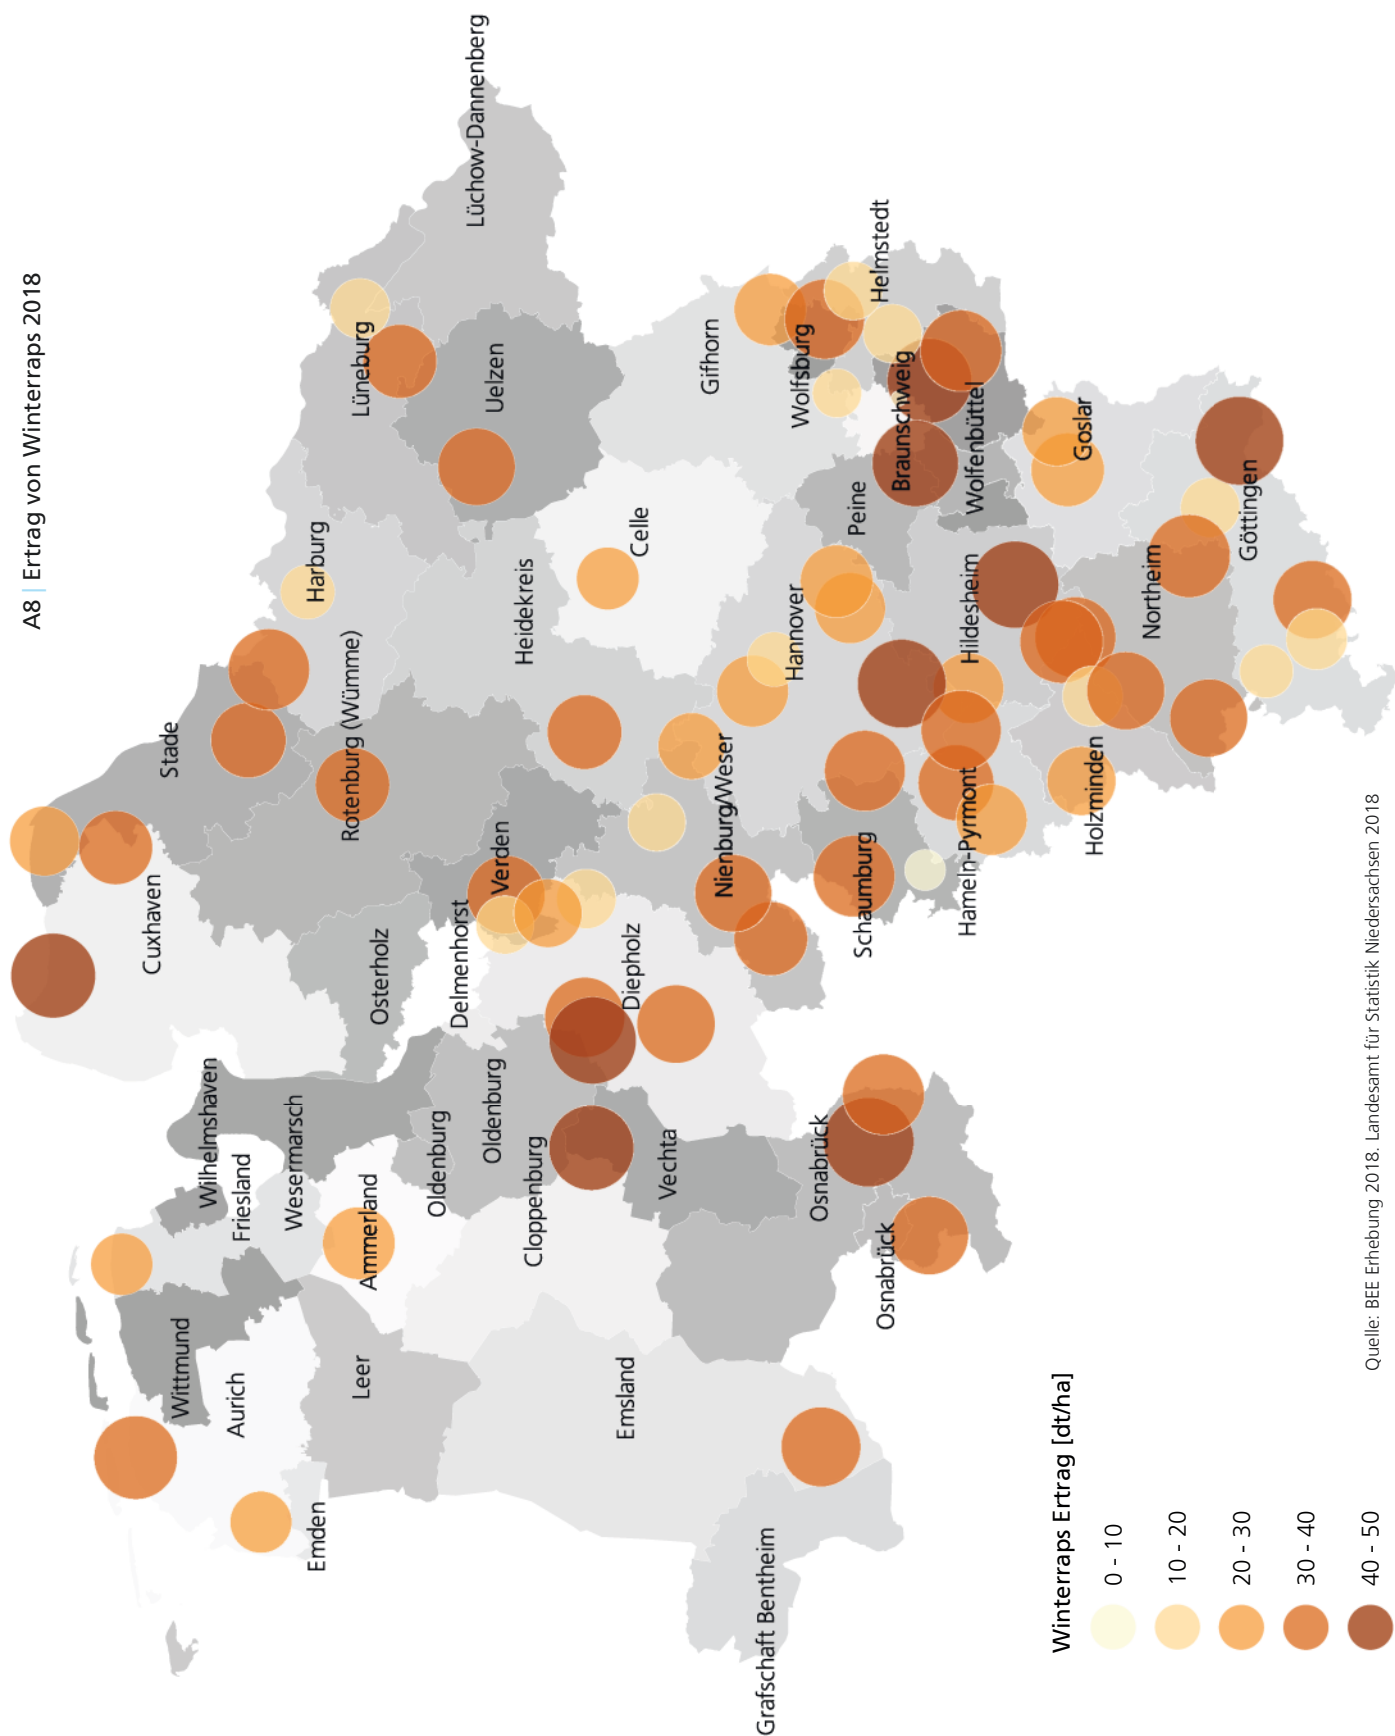 A8 | Ertrag von Winterraps 2018
Cuxhaven
Stade
Wilhelmshaven
Wittmund
Friesland
Aurich
Wesermarsch
Emden
Harburg
Osterholz
Rotenburg (Wümme)
Lüneburg
Lüchow-Dannenberg
Leer
Ammerland
Oldenburg
Delmenhorst
Oldenburg
Verden
Uelzen
Heidekreis
Cloppenburg
Emsland
Diepholz
Celle
Vechta
Nienburg/Weser
Gifhorn
Grafschaft Bentheim
Hannover
Wolfsburg
Osnabrück
Osnabrück
Schaumburg
Peine
Helmstedt
Braunschweig
Hameln-Pyrmont
Hildesheim
Wolfenbüttel
Holzminden
Goslar
Northeim
Göttingen
Winterraps Ertrag [dt/ha]
0 - 10
10 - 20
20 - 30
30 - 40
40 - 50
Quelle: BEE Erhebung 2018. Landesamt für Statistik Niedersachsen 2018